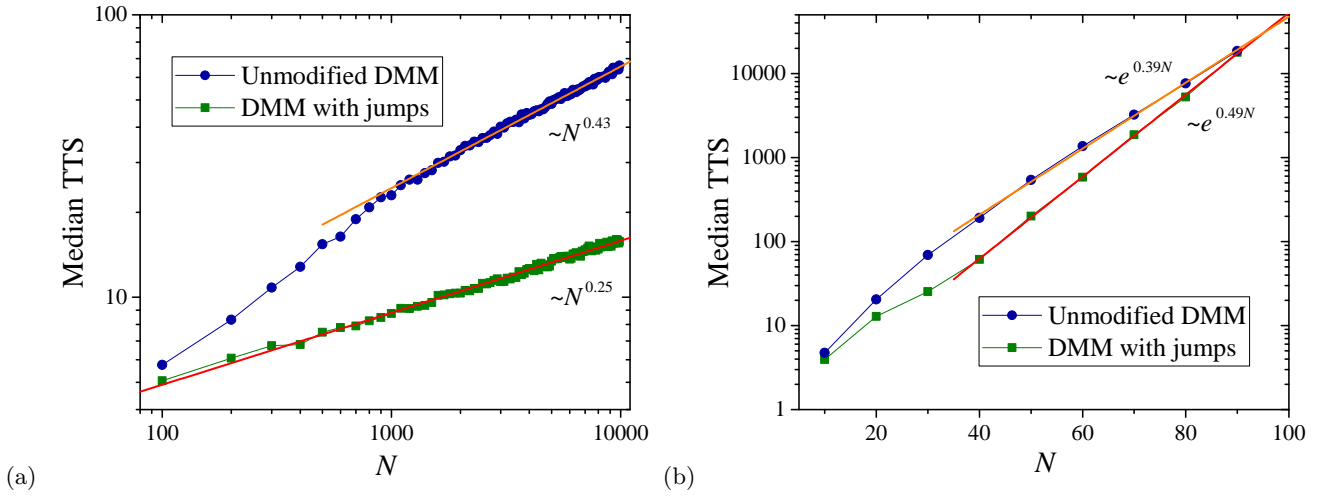 100
10
Median TTS
Unmodified DMM
DMM with jumps
~N^0.43
~N^0.25
100 1000 10000
N
(a)
10000
1000
100
10
1
Median TTS
~e^0.39N
~e^0.49N
Unmodified DMM
DMM with jumps
20 40 60 80 100
N
(b)